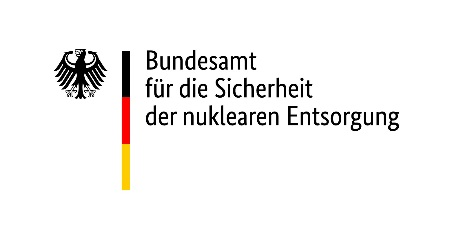 Bundesamt
für die Sicherheit
der nuklearen Entsorgung